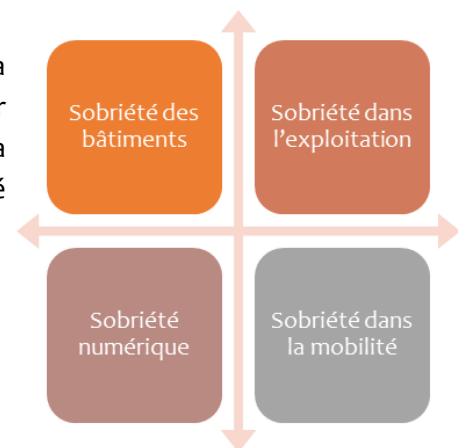 a
r
a
é
Sobriété des
bâtiments
Sobriété dans
l'exploitation
Sobriété
numérique
Sobriété dans
la mobilité